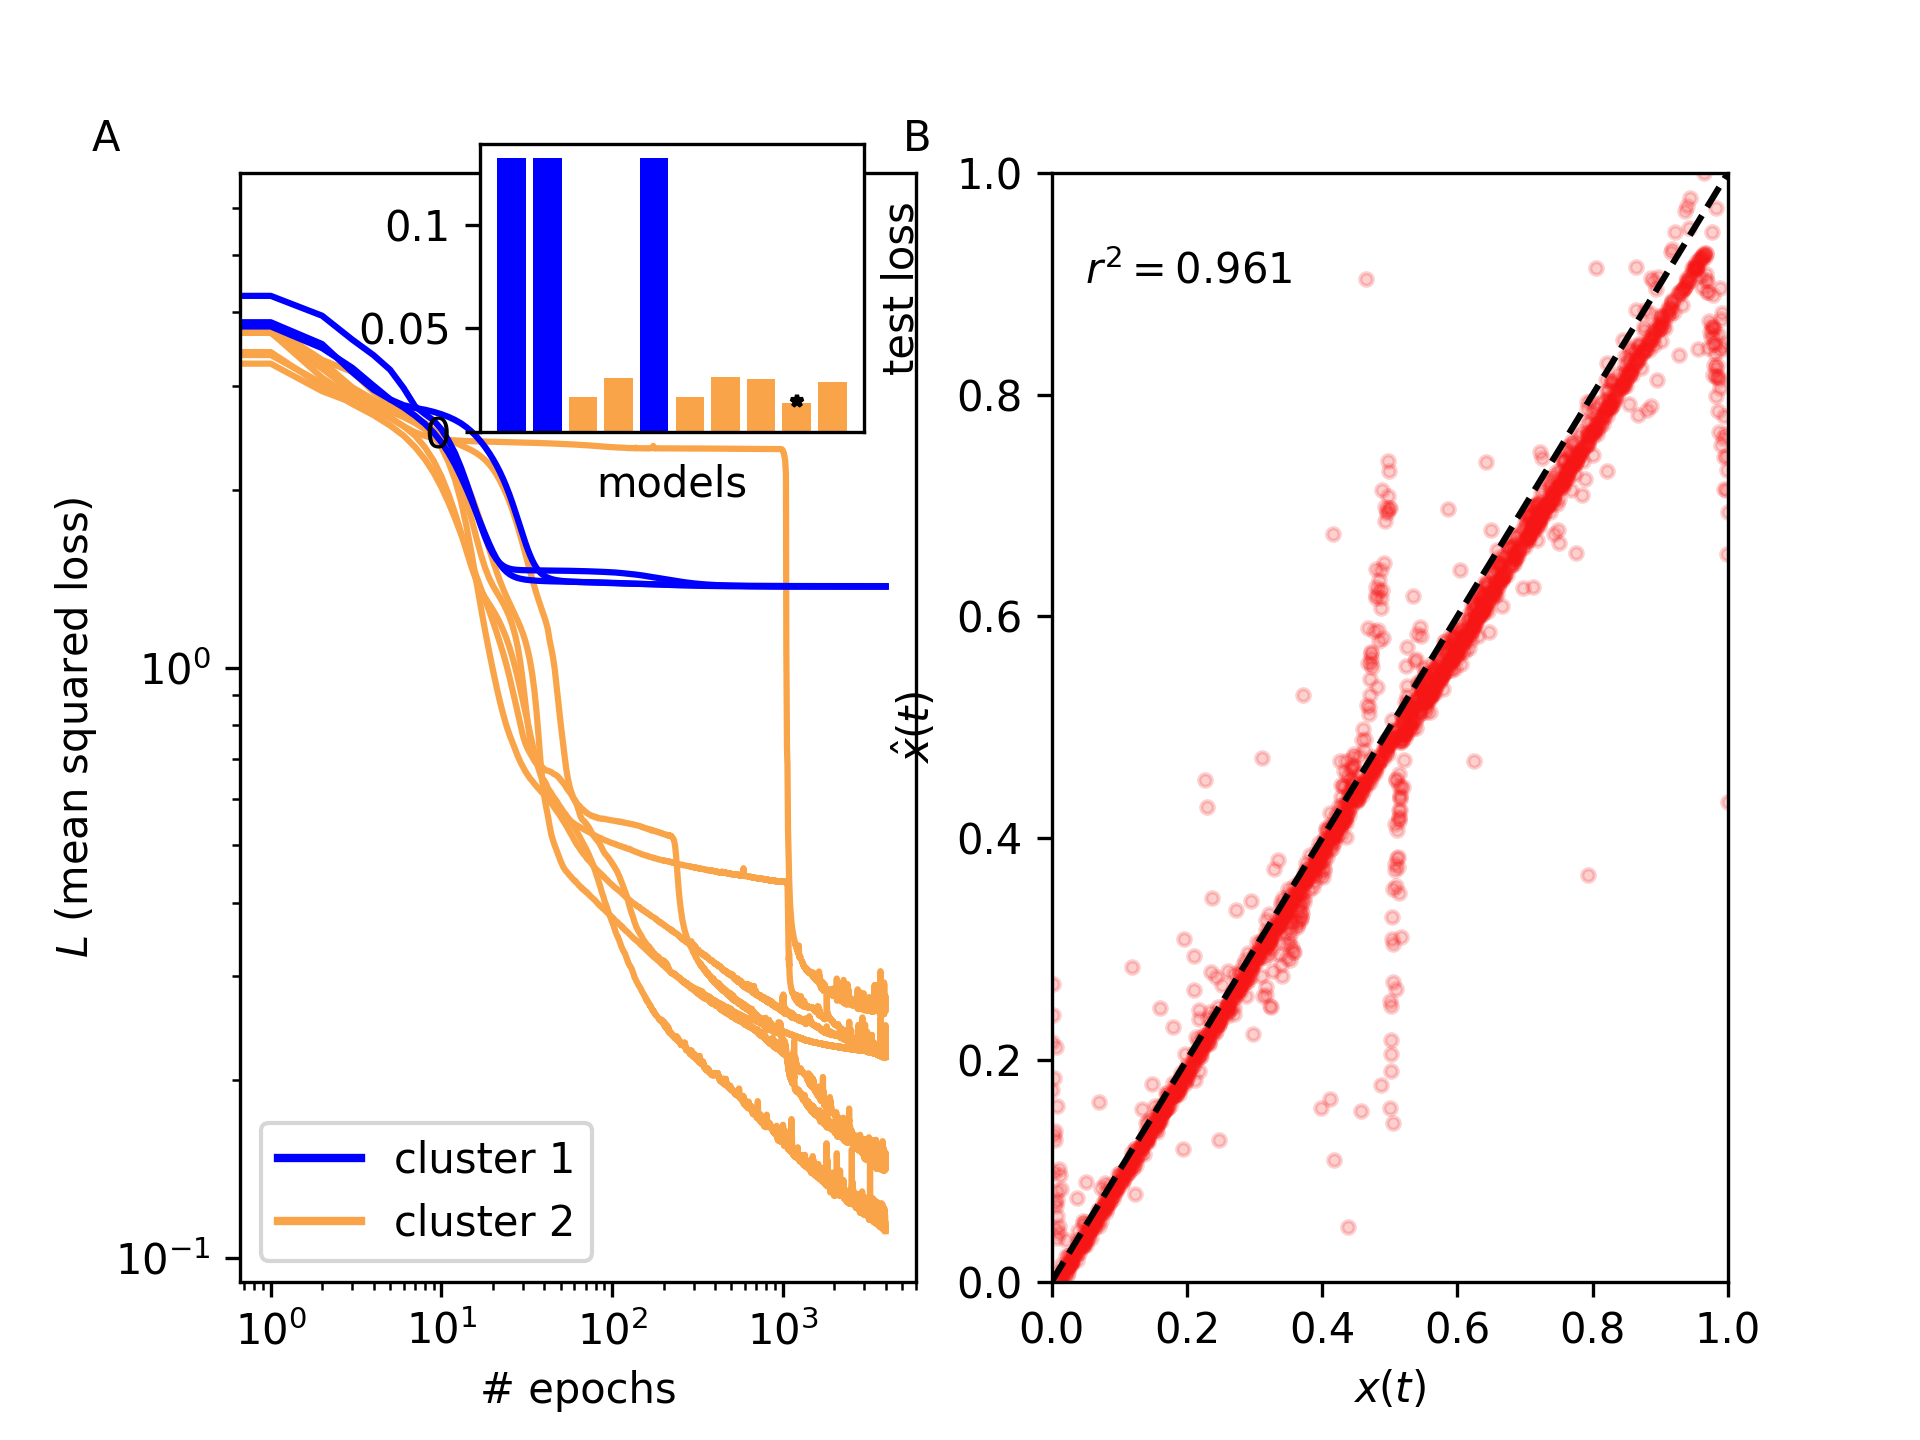 A
B
0.1
0.05
0
test loss
models
L (mean squared loss)
10⁰
10⁻¹
cluster 1
cluster 2
10⁰ 10¹ 10² 10³
# epochs
r² = 0.961
x̂(t)
1.0
0.8
0.6
0.4
0.2
0.0
0.0 0.2 0.4 0.6 0.8 1.0
x(t)